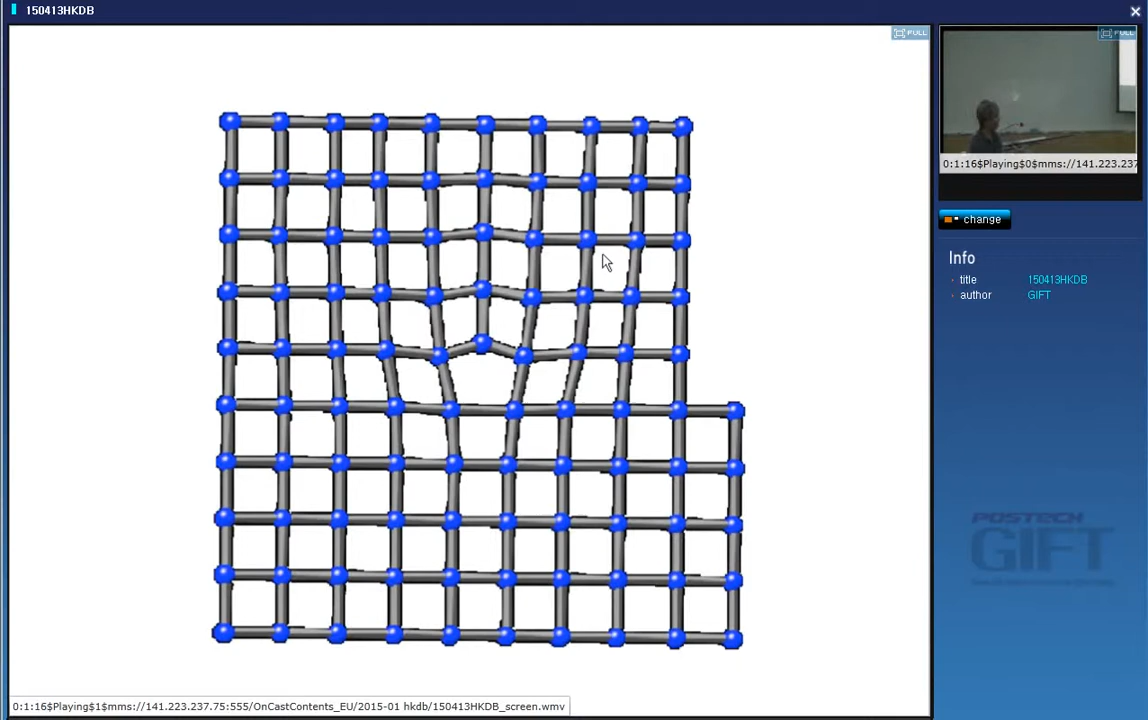 150413HKDB
FULL
FULL
0:1:16$Playing$0$mms://141.223.237
change
Info
title 150413HKDB
author GIFT
POSTECH
GIFT
0:1:16$Playing$1$mms://141.223.237.75:555/OnCastContents_EU/2015-01 hkdb/150413HKDB_screen.wmv